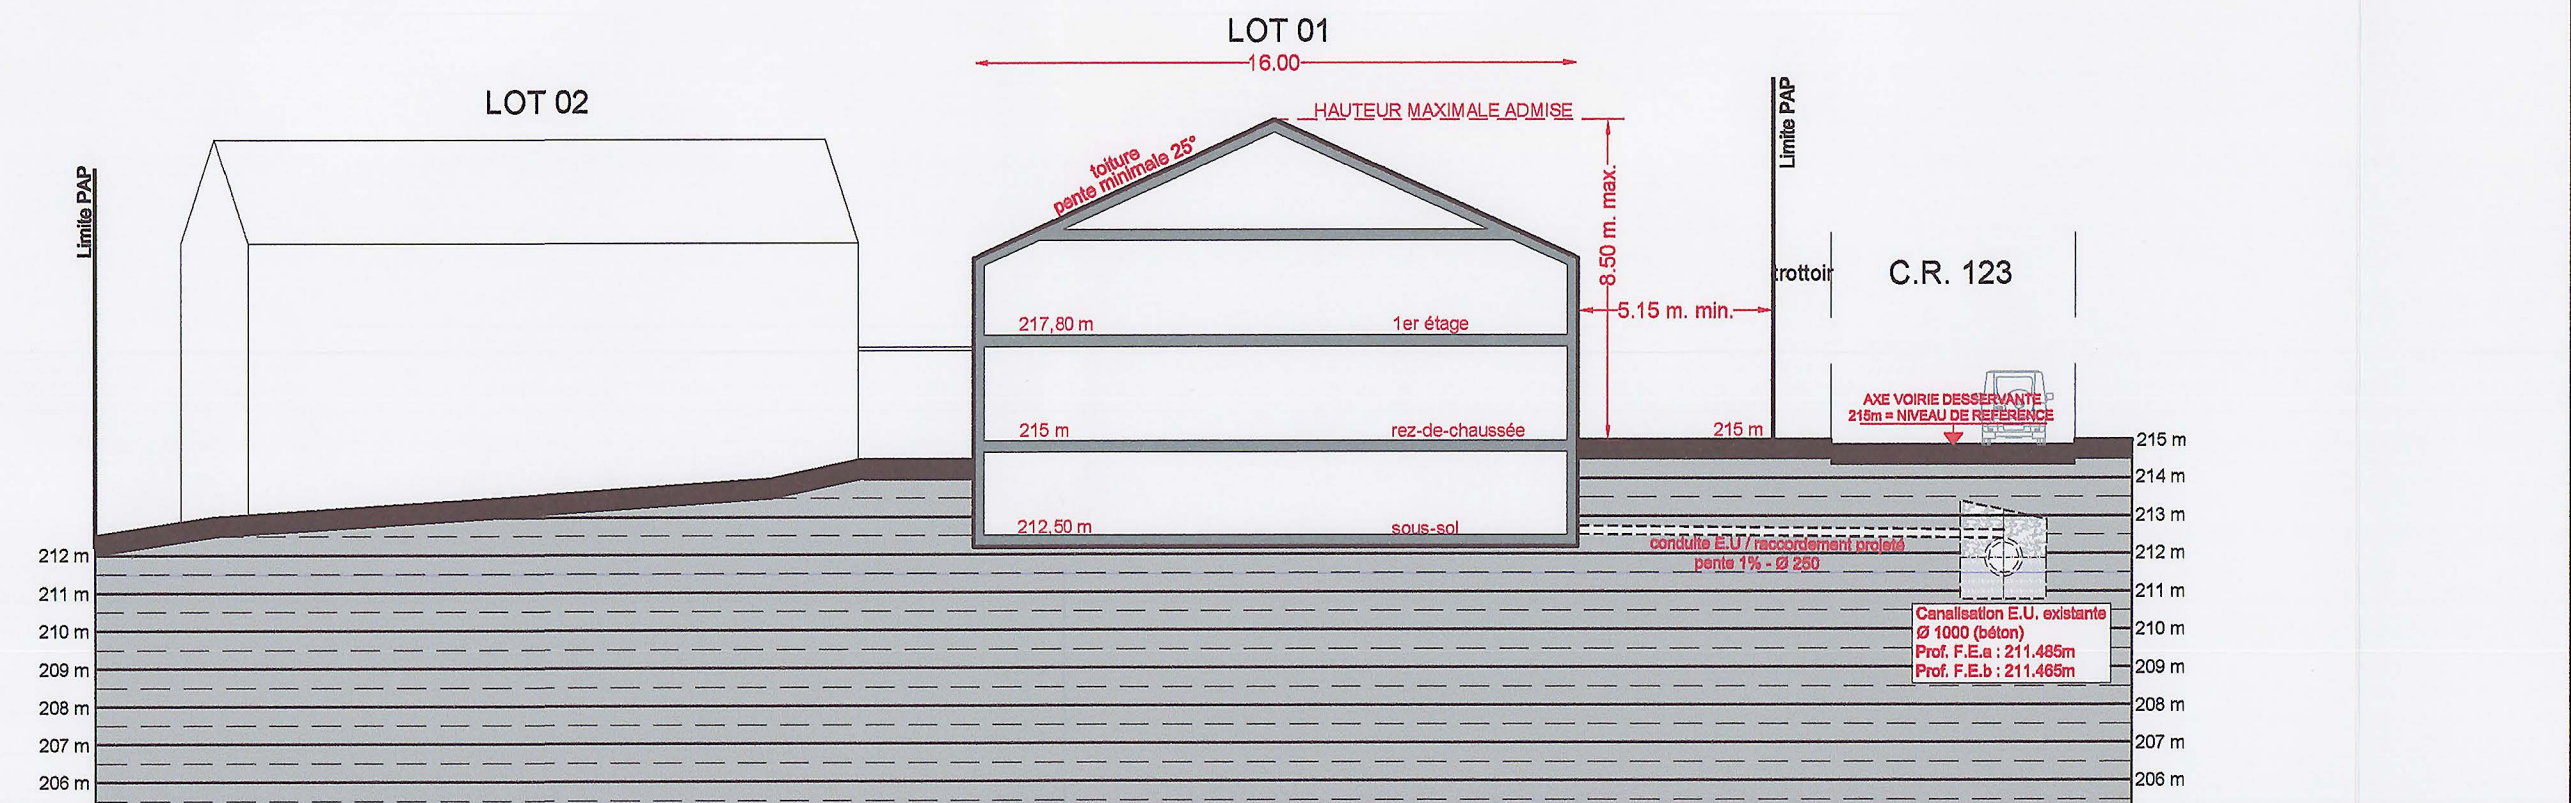 LOT 01
16.00
LOT 02
HAUTEUR MAXIMALE ADMISE
toiture
pente minimale 25°
8.50 m. max.
Limite PAP
Limite PAP
trottoir
C.R. 123
5.15 m. min.
217,80 m
1er étage
AXE VOIRIE DESSERVANTE
215m = NIVEAU DE REFERENCE
215 m
rez-de-chaussée
215 m
215 m
214 m
213 m
212,50 m
sous-sol
conduite E.U / raccordement projeté
pente 1% - Ø 250
212 m
212 m
211 m
211 m
Canalisation E.U. existante
Ø 1000 (béton)
Prof. F.E.a : 211.485m
Prof. F.E.b : 211.465m
210 m
210 m
209 m
209 m
208 m
208 m
207 m
207 m
206 m
206 m